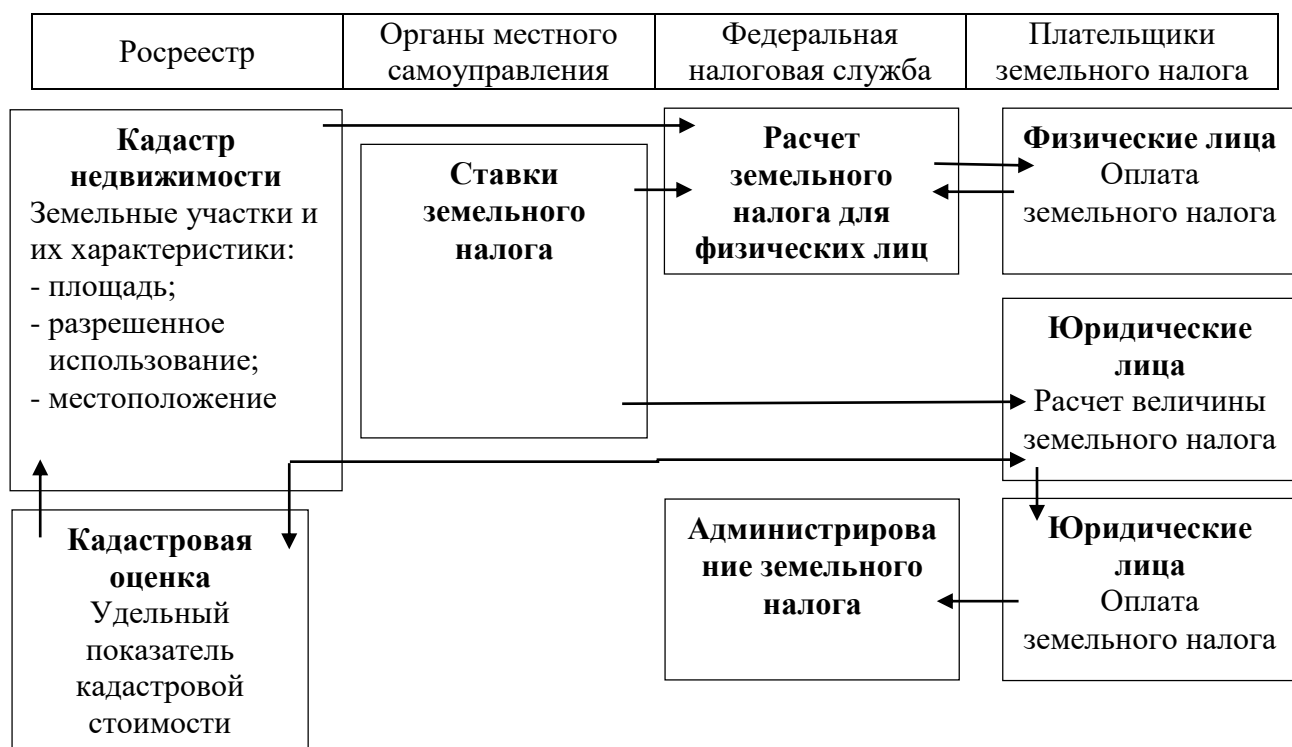 Росреестр
Органы местного
самоуправления
Федеральная
налоговая служба
Плательщики
земельного налога
Кадастр
недвижимости
Земельные участки и
их характеристики:
- площадь;
- разрешенное
использование;
- местоположение
Ставки
земельного
налога
Расчет
земельного
налога для
физических лиц
Физические лица
Оплата
земельного налога
Юридические
лица
Расчет величины
земельного налога
Кадастровая
оценка
Удельный
показатель
кадастровой
стоимости
Администрирова
ние земельного
налога
Юридические
лица
Оплата
земельного налога